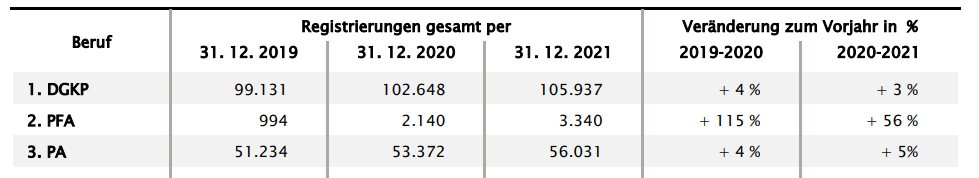 Beruf
Registrierungen gesamt per
Veränderung zum Vorjahr in %
31. 12. 2019 31. 12. 2020 31. 12. 2021 2019-2020 2020-2021
1. DGKP 99.131 102.648 105.937 + 4 % + 3 %
2. PFA 994 2.140 3.340 + 115 % + 56 %
3. PA 51.234 53.372 56.031 + 4 % + 5%